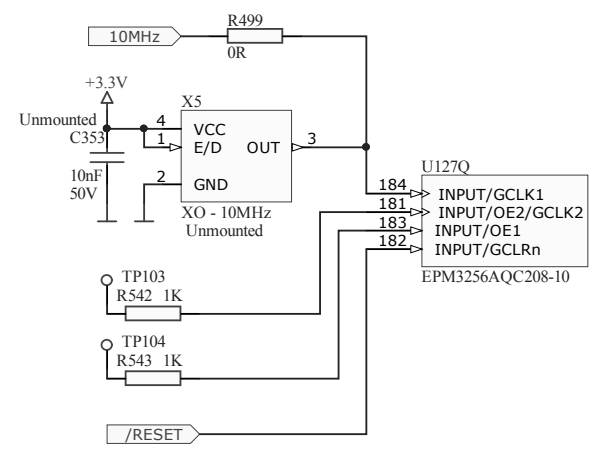 R499
10MHz
0R
+3.3V
X5
Unmounted
C353
4
VCC
1
E/D
OUT
3
10nF
50V
2
GND
XO - 10MHz
Unmounted
U127Q
184
INPUT/GCLK1
181
INPUT/OE2/GCLK2
183
INPUT/OE1
182
INPUT/GCLRn
EPM3256AQC208-10
TP103
R542 1K
TP104
R543 1K
/RESET